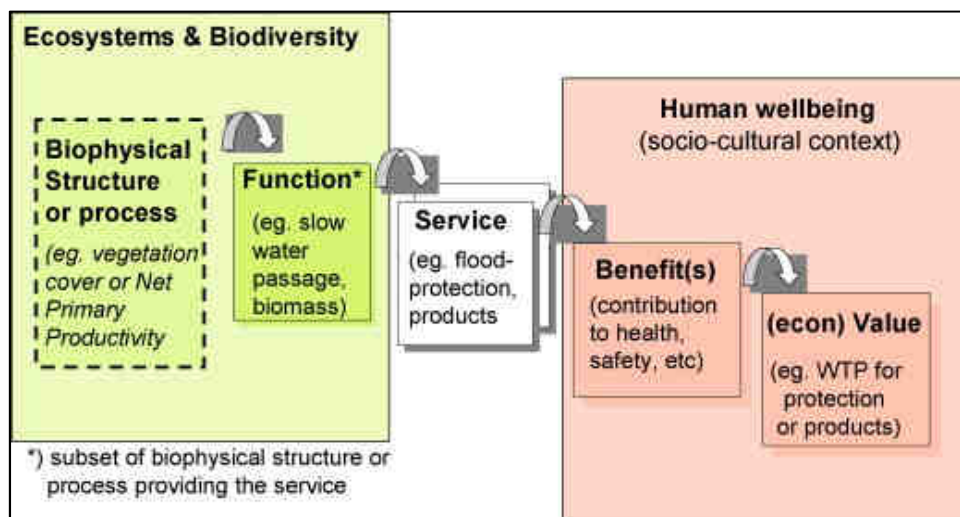 Ecosystems & Biodiversity
Biophysical
Structure
or process
(eg. vegetation
cover or Net
Primary
Productivity
Function*
(eg. slow
water
passage,
biomass)
Service
(eg. flood-
protection,
products
Human wellbeing
(socio-cultural context)
Benefit(s)
(contribution
to health,
safety, etc)
(econ) Value
(eg. WTP for
protection
or products)
*) subset of biophysical structure or
process providing the service